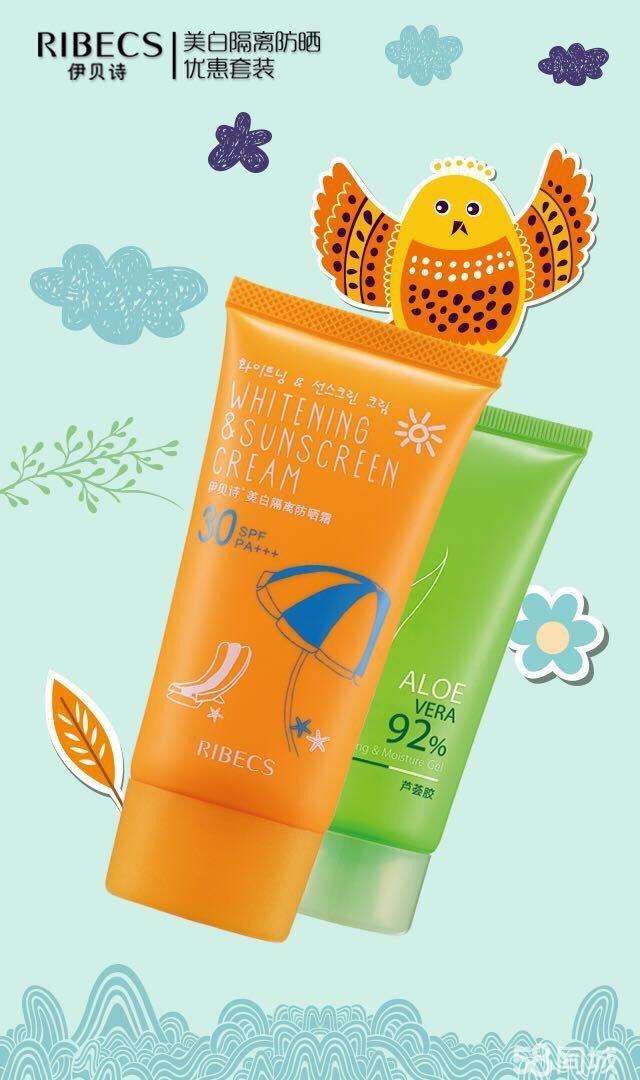 RIBECS
伊贝诗
美白隔离防晒
优惠套装
화이트닝 & 선스크린 크림
WHITENING
& SUNSCREEN
CREAM
伊贝诗 美白隔离防晒霜
30 SPF
PA+++
RIBECS
ALOE
VERA
92%
& Moisture Gel
芦荟胶
58同城